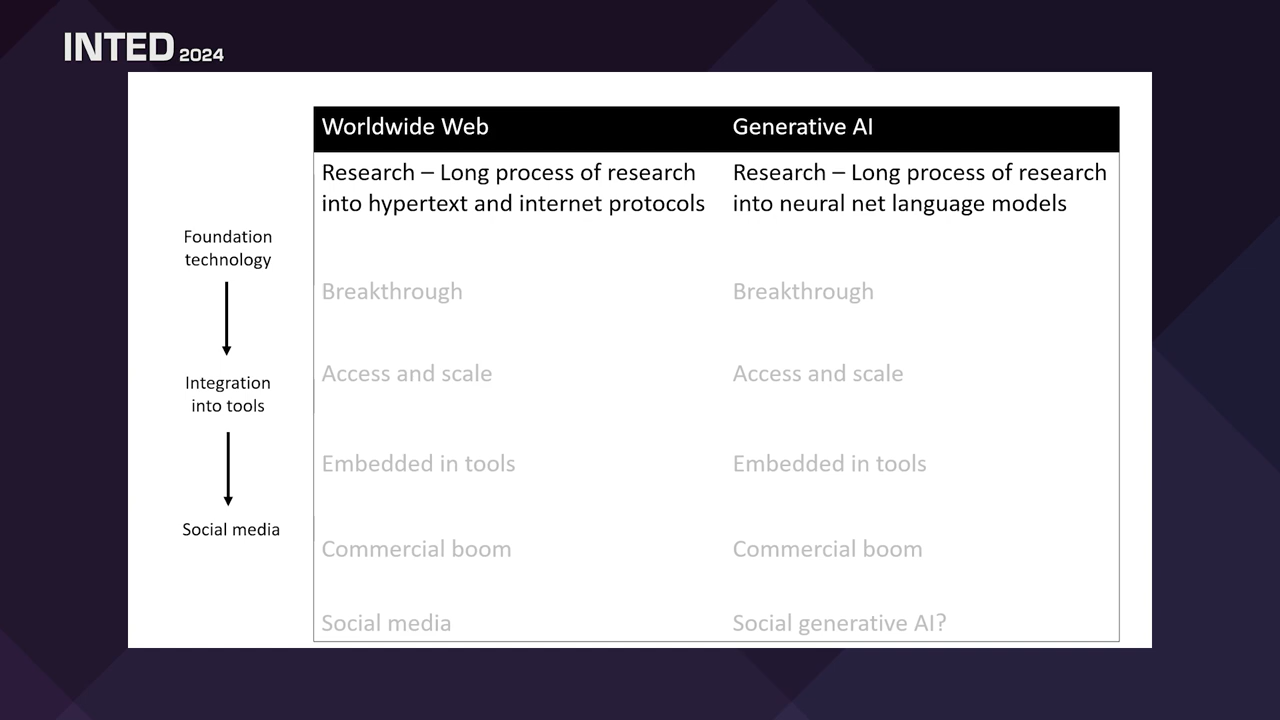 INTED 2024
Worldwide Web
Generative AI
Research – Long process of research
into hypertext and internet protocols
Research – Long process of research
into neural net language models
Foundation
technology
Breakthrough
Breakthrough
Access and scale
Access and scale
Integration
into tools
Embedded in tools
Embedded in tools
Social media
Commercial boom
Commercial boom
Social media
Social generative AI?